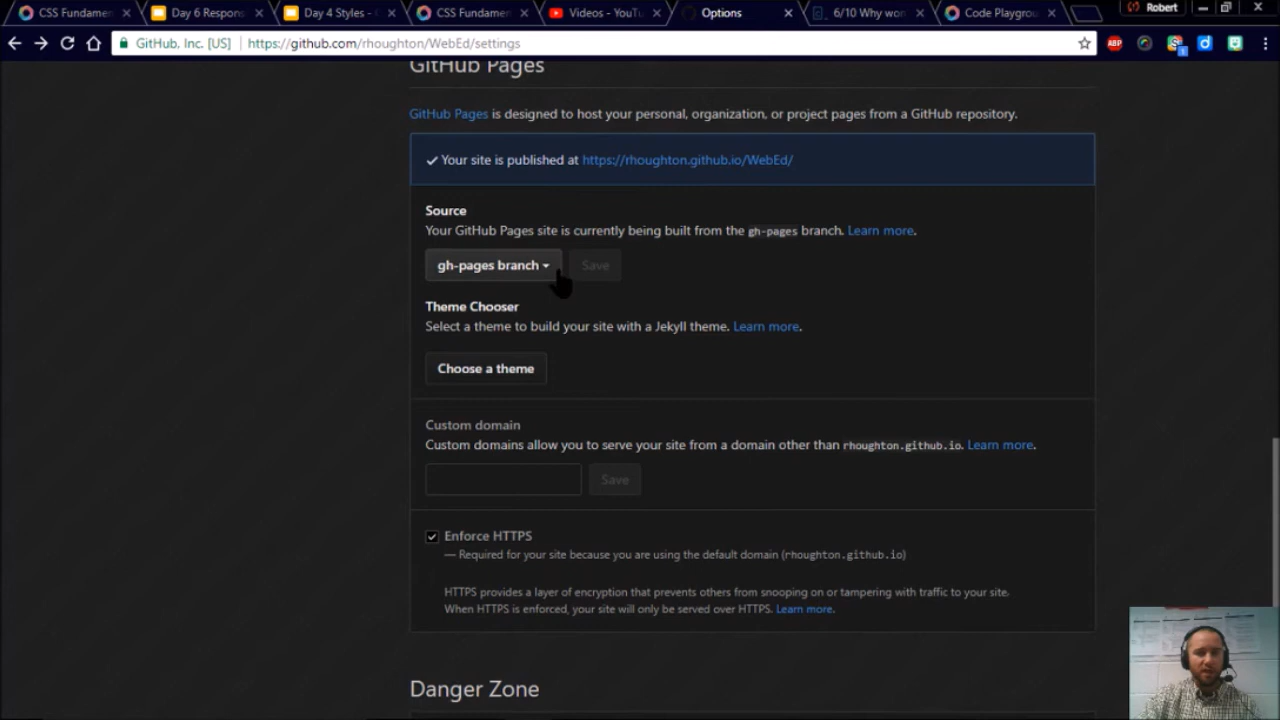 CSS Fundamen
Day 6 Respons
Day 4 Styles -
CSS Fundamen
Videos - YouTu
Options
6/10 Why won
Code Playgrou
Robert
GitHub, Inc. [US]
https://github.com/rhoughton/WebEd/settings
ABP
GitHub Pages
GitHub Pages is designed to host your personal, organization, or project pages from a GitHub repository.
Your site is published at https://rhoughton.github.io/WebEd/
Source
Your GitHub Pages site is currently being built from the gh-pages branch. Learn more.
gh-pages branch
Save
Theme Chooser
Select a theme to build your site with a Jekyll theme. Learn more.
Choose a theme
Custom domain
Custom domains allow you to serve your site from a domain other than rhoughton.github.io. Learn more.
Save
Enforce HTTPS
— Required for your site because you are using the default domain (rhoughton.github.io)
HTTPS provides a layer of encryption that prevents others from snooping on or tampering with traffic to your site.
When HTTPS is enforced, your site will only be served over HTTPS. Learn more.
Danger Zone